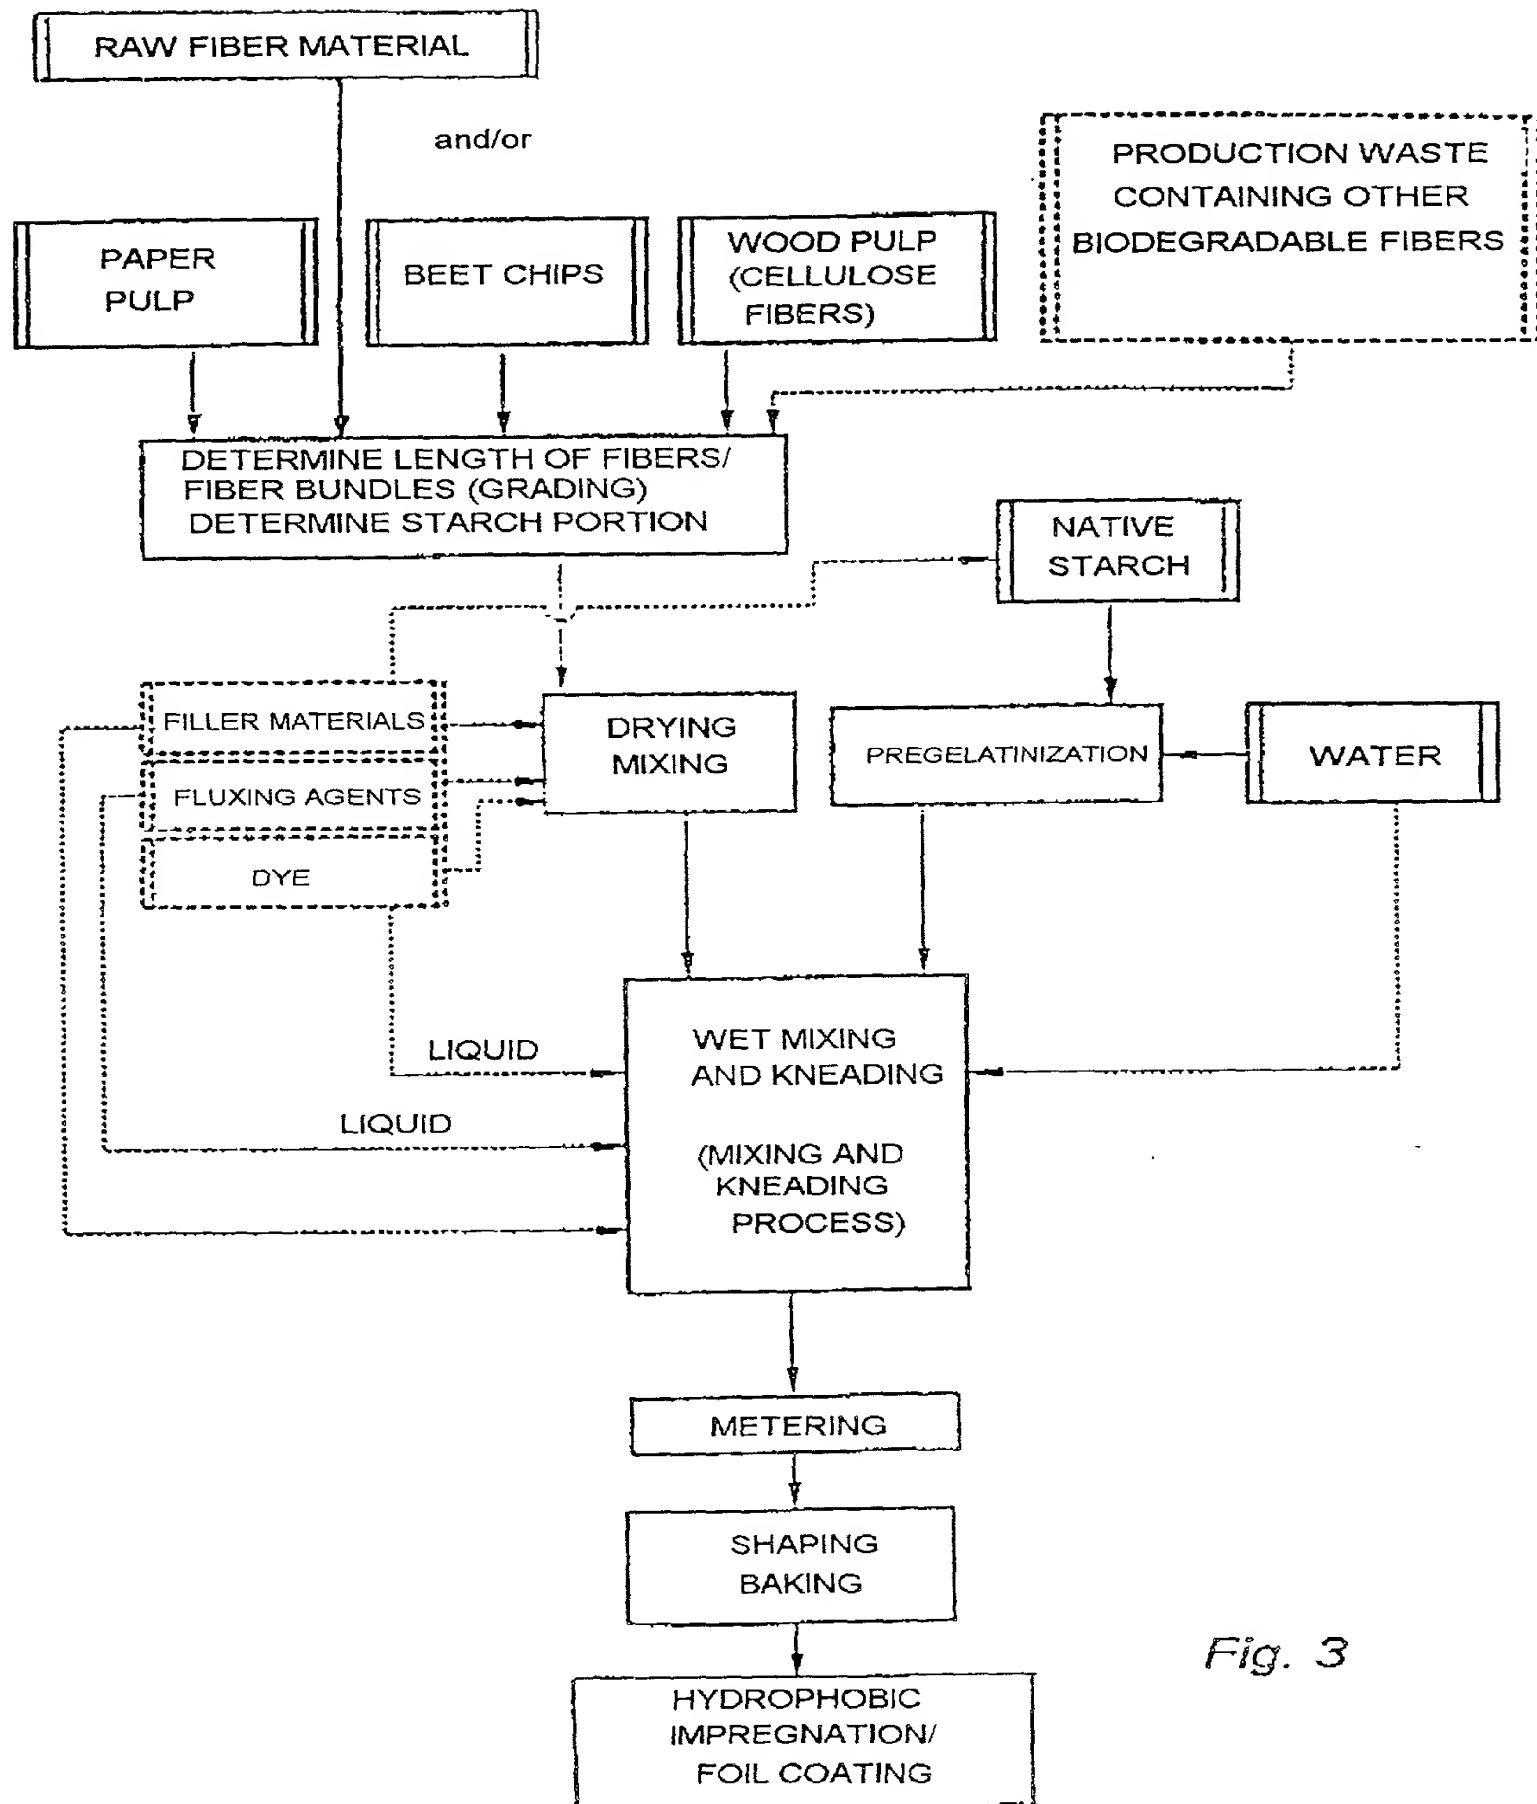 RAW FIBER MATERIAL
and/or
PRODUCTION WASTE
CONTAINING OTHER
BIODEGRADABLE FIBERS
PAPER
PULP
BEET CHIPS
WOOD PULP
(CELLULOSE
FIBERS)
DETERMINE LENGTH OF FIBERS/
FIBER BUNDLES (GRADING)
DETERMINE STARCH PORTION
NATIVE
STARCH
FILLER MATERIALS
FLUXING AGENTS
DYE
DRYING
MIXING
PREGELATINIZATION
WATER
LIQUID
LIQUID
WET MIXING
AND KNEADING
(MIXING AND
KNEADING
PROCESS)
METERING
SHAPING
BAKING
HYDROPHOBIC
IMPREGNATION/
FOIL COATING
Fig. 3